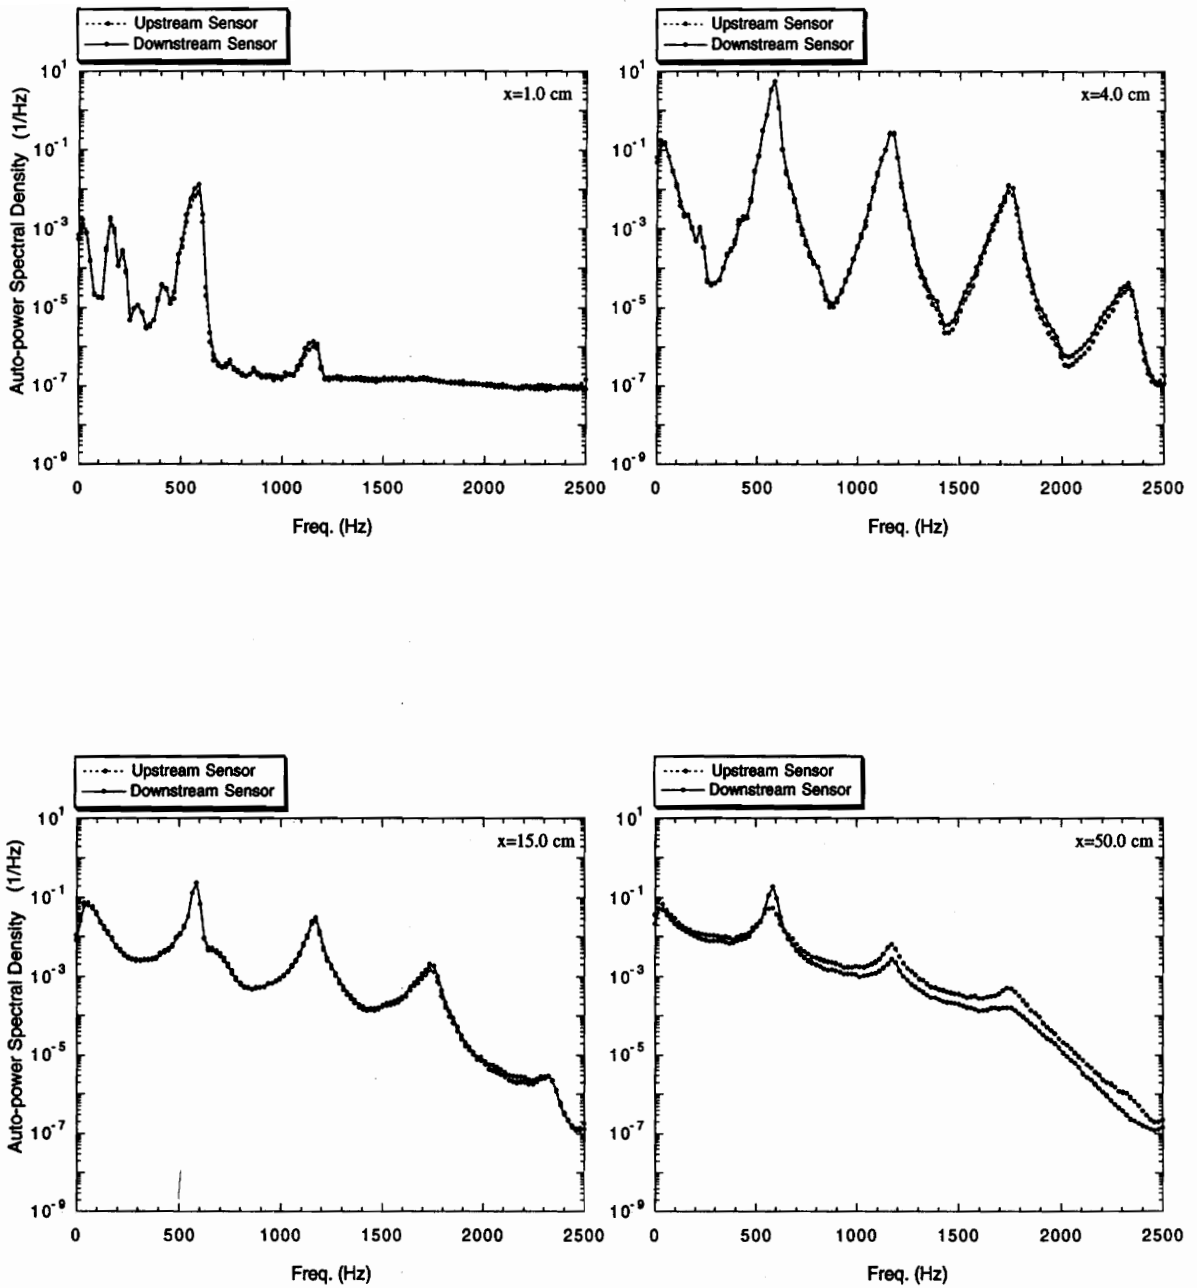 Upstream Sensor
Downstream Sensor
x=1.0 cm
Auto-power Spectral Density (1/Hz)
10^1
10^-1
10^-3
10^-5
10^-7
10^-9
0 500 1000 1500 2000 2500
Freq. (Hz)
Upstream Sensor
Downstream Sensor
x=4.0 cm
10^1
10^-1
10^-3
10^-5
10^-7
10^-9
0 500 1000 1500 2000 2500
Freq. (Hz)
Upstream Sensor
Downstream Sensor
x=15.0 cm
Auto-power Spectral Density (1/Hz)
10^1
10^-1
10^-3
10^-5
10^-7
10^-9
0 500 1000 1500 2000 2500
Freq. (Hz)
Upstream Sensor
Downstream Sensor
x=50.0 cm
10^1
10^-1
10^-3
10^-5
10^-7
10^-9
0 500 1000 1500 2000 2500
Freq. (Hz)